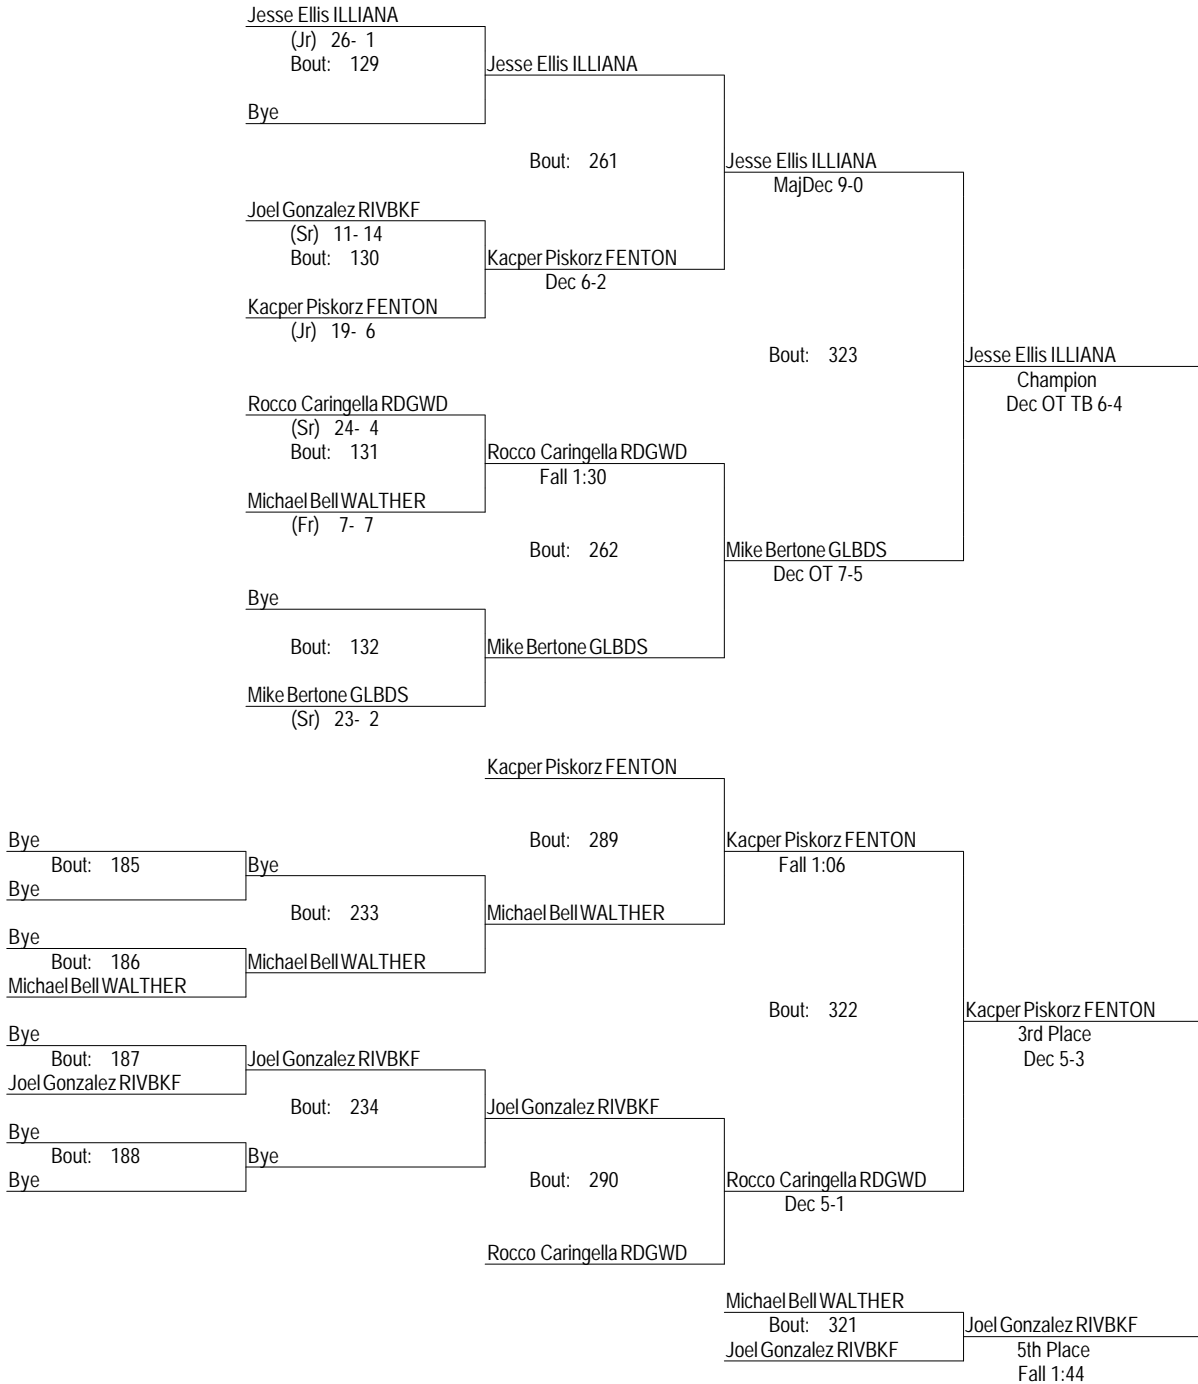 Jesse Ellis ILLIANA
(Jr) 26- 1
Bout: 129
Jesse Ellis ILLIANA
Bye
Bout: 261
Jesse Ellis ILLIANA
MajDec 9-0
Joel Gonzalez RIVBKF
(Sr) 11- 14
Bout: 130
Kacper Piskorz FENTON
Dec 6-2
Kacper Piskorz FENTON
(Jr) 19- 6
Bout: 323
Jesse Ellis ILLIANA
Champion
Dec OT TB 6-4
Rocco Caringella RDGWD
(Sr) 24- 4
Bout: 131
Rocco Caringella RDGWD
Fall 1:30
Michael Bell WALTHER
(Fr) 7- 7
Bout: 262
Mike Bertone GLBDS
Dec OT 7-5
Bye
Bout: 132
Mike Bertone GLBDS
Mike Bertone GLBDS
(Sr) 23- 2
Kacper Piskorz FENTON
Bout: 289
Kacper Piskorz FENTON
Fall 1:06
Bye
Bout: 185
Bye
Bye
Bout: 233
Michael Bell WALTHER
Bye
Bout: 186
Michael Bell WALTHER
Michael Bell WALTHER
Bout: 322
Kacper Piskorz FENTON
3rd Place
Dec 5-3
Bye
Bout: 187
Joel Gonzalez RIVBKF
Joel Gonzalez RIVBKF
Bout: 234
Joel Gonzalez RIVBKF
Bye
Bout: 188
Bye
Bye
Bout: 290
Rocco Caringella RDGWD
Dec 5-1
Rocco Caringella RDGWD
Michael Bell WALTHER
Bout: 321
Joel Gonzalez RIVBKF
Joel Gonzalez RIVBKF
5th Place
Fall 1:44